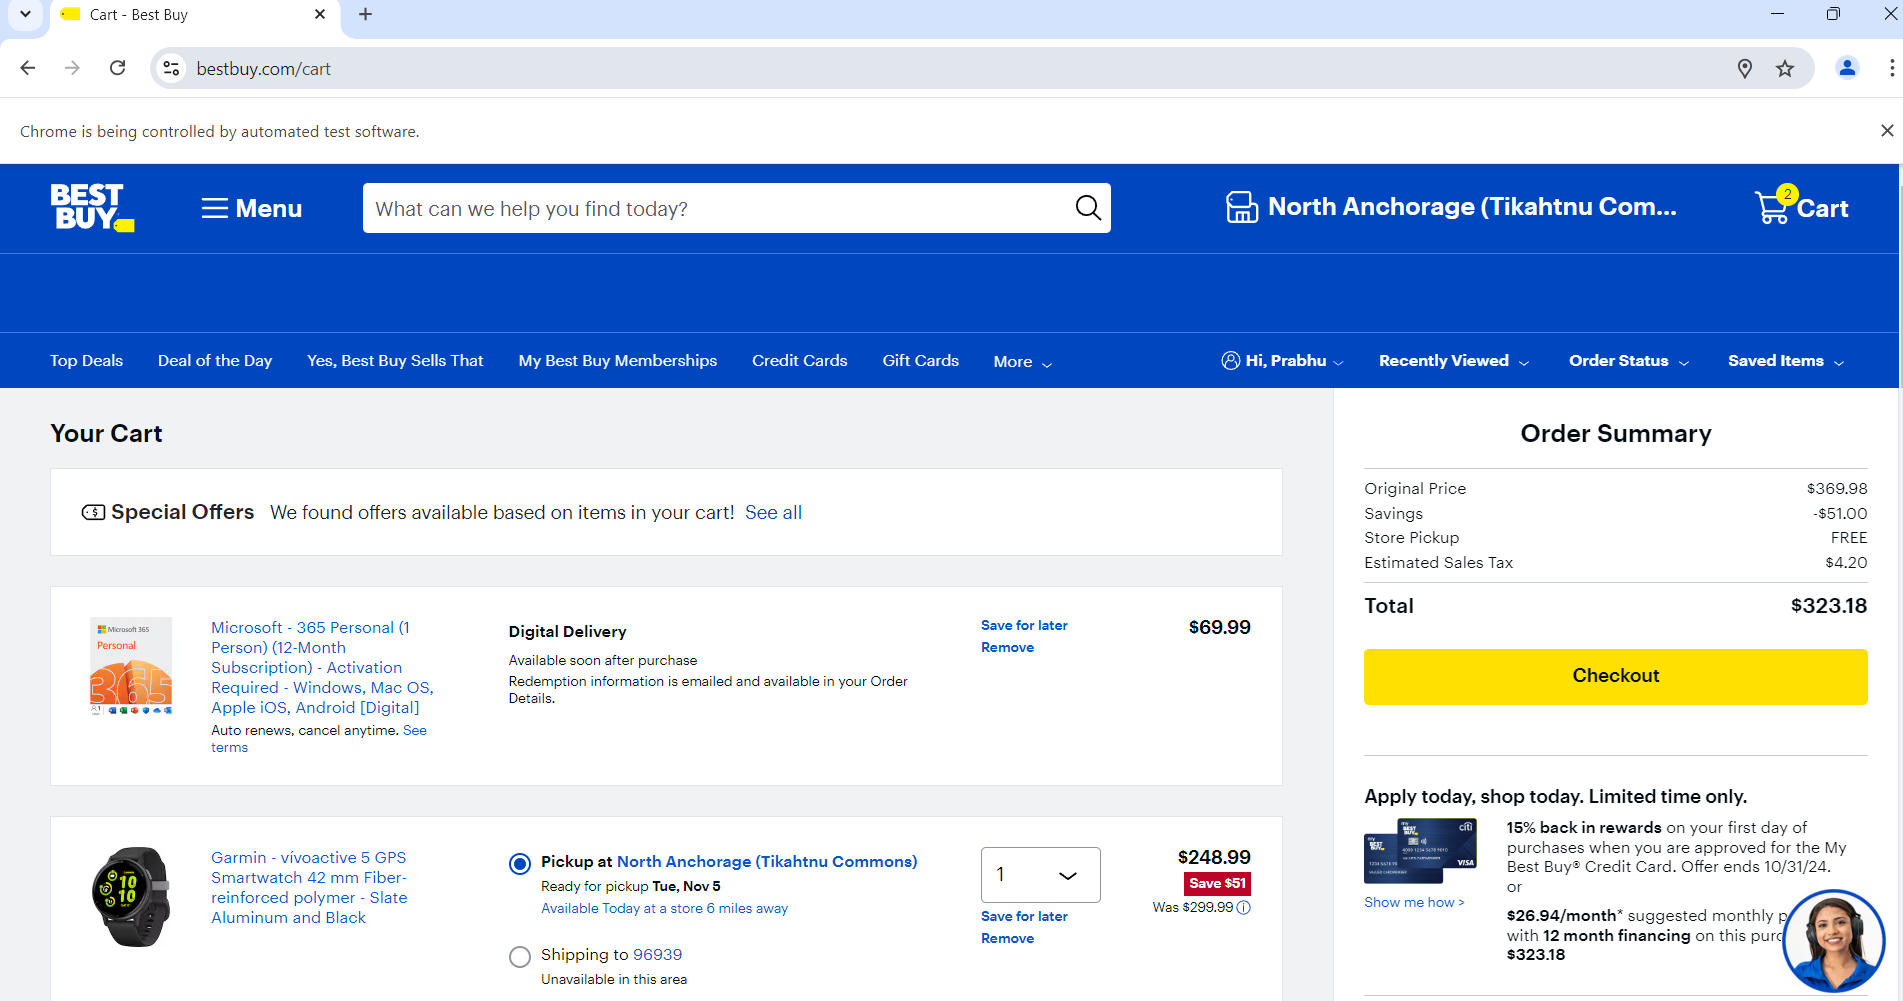 Cart - Best Buy
bestbuy.com/cart
Chrome is being controlled by automated test software.
BEST BUY
Menu
What can we help you find today?
North Anchorage (Tikahtnu Com...
2
Cart
Top Deals
Deal of the Day
Yes, Best Buy Sells That
My Best Buy Memberships
Credit Cards
Gift Cards
More
Hi, Prabhu
Recently Viewed
Order Status
Saved Items
Your Cart
Special Offers We found offers available based on items in your cart! See all
Microsoft 365
Personal
365
Microsoft - 365 Personal (1
Person) (12-Month
Subscription) - Activation
Required - Windows, Mac OS,
Apple iOS, Android [Digital]
Auto renews, cancel anytime. See
terms
Digital Delivery
Available soon after purchase
Redemption information is emailed and available in your Order
Details.
Save for later
Remove
$69.99
10
10
Garmin - vívoactive 5 GPS
Smartwatch 42 mm Fiber-
reinforced polymer - Slate
Aluminum and Black
Pickup at North Anchorage (Tikahtnu Commons)
Ready for pickup Tue, Nov 5
Available Today at a store 6 miles away
Shipping to 96939
Unavailable in this area
1
Save for later
Remove
$248.99
Save $51
Was $299.99
Order Summary
Original Price $369.98
Savings -$51.00
Store Pickup FREE
Estimated Sales Tax $4.20
Total $323.18
Checkout
Apply today, shop today. Limited time only.
my
BEST BUY
citi
VISA
Show me how >
15% back in rewards on your first day of
purchases when you are approved for the My
Best Buy® Credit Card. Offer ends 10/31/24.
or
$26.94/month* suggested monthly p
with 12 month financing on this purc
$323.18